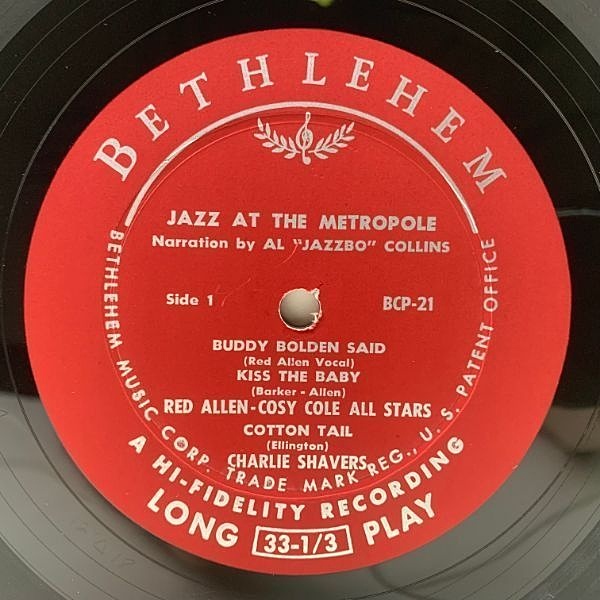 BETHLEHEM
JAZZ AT THE METROPOLE
Narration by AL "JAZZBO" COLLINS
Side 1
BCP-21
BUDDY BOLDEN SAID
(Red Allen Vocal)
KISS THE BABY
(Barker - Allen)
RED ALLEN-COSY COLE ALL STARS
COTTON TAIL
(Ellington)
CHARLIE SHAVERS
BETHLEHEM MUSIC CORP. TRADE MARK REG., U. S. PATENT OFFICE
A HI-FIDELITY RECORDING
LONG 33-1/3 PLAY